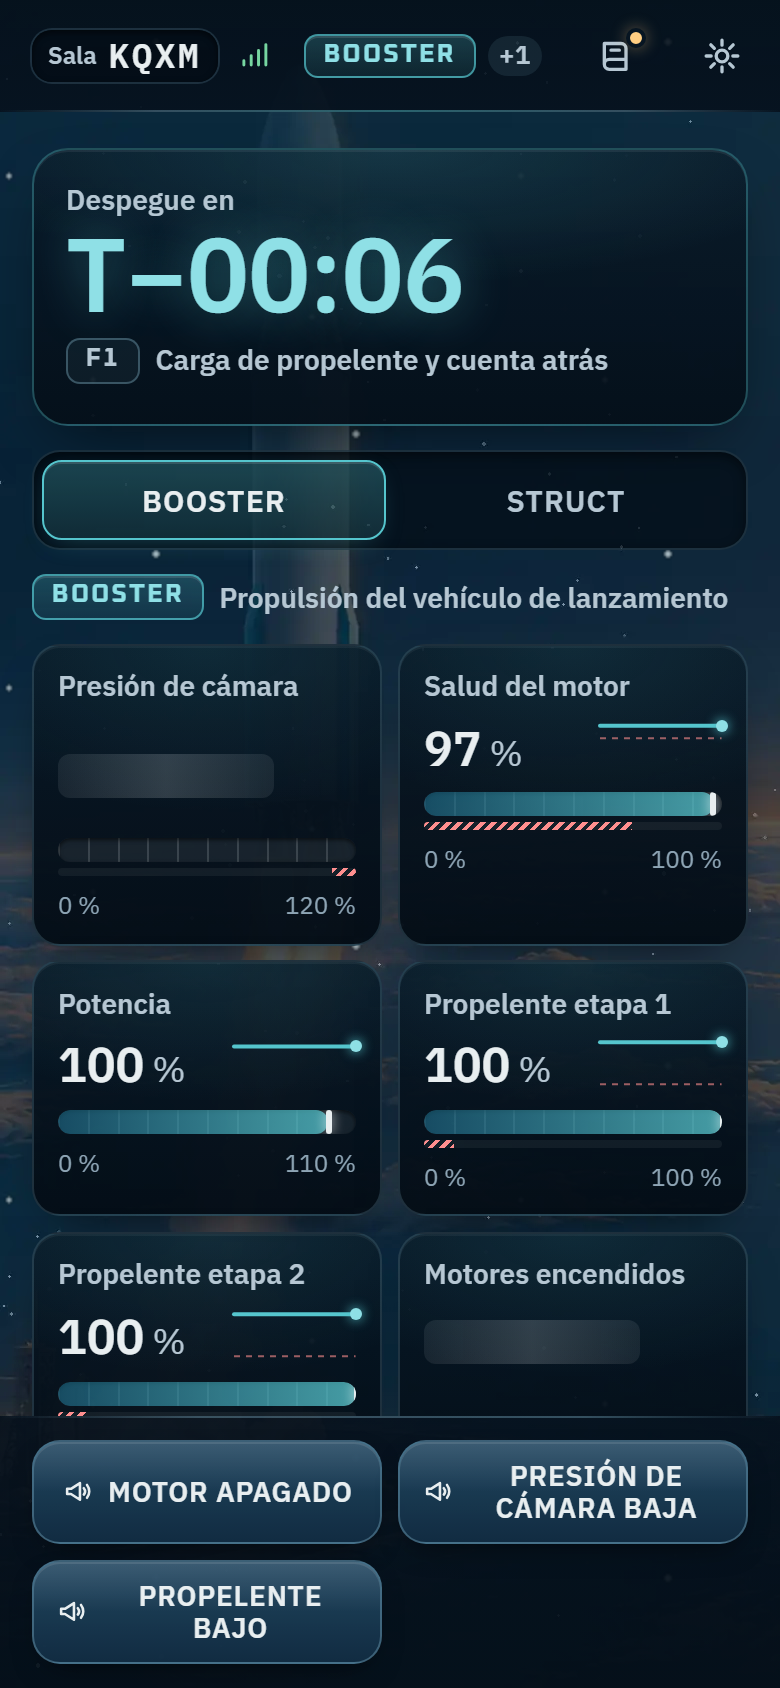 Sala KQXM BOOSTER +1
Despegue en
T–00:06
F1 Carga de propelente y cuenta atrás
BOOSTER STRUCT
BOOSTER Propulsión del vehículo de lanzamiento
Presión de cámara
0 % 120 %
Salud del motor
97 %
0 % 100 %
Potencia
100 %
0 % 110 %
Propelente etapa 1
100 %
0 % 100 %
Propelente etapa 2
100 %
Motores encendidos
MOTOR APAGADO
PRESIÓN DE
CÁMARA BAJA
PROPELENTE
BAJO